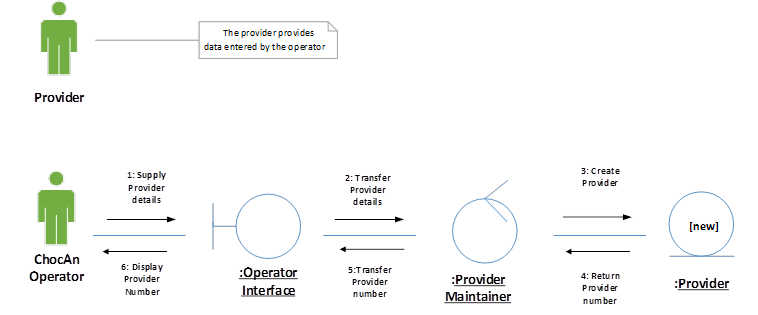 The provider provides
data entered by the operator
Provider
1: Supply
Provider
details
2: Transfer
Provider
details
3: Create
Provider
[new]
ChocAn
Operator
6: Display
Provider
Number
:Operator
Interface
5:Transfer
Provider
number
:Provider
Maintainer
4: Return
Provider
number
:Provider